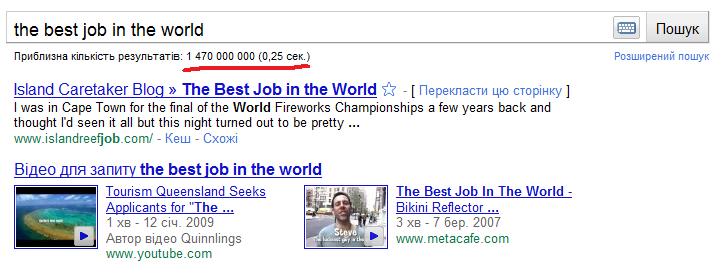 the best job in the world
Пошук
Приблизна кількість результатів: 1 470 000 000 (0,25 сек.)
Розширений пошук
Island Caretaker Blog » The Best Job in the World - [ Перекласти цю сторінку ]
I was in Cape Town for the final of the World Fireworks Championships a few years back and
thought I'd seen it all but this night turned out to be pretty ...
www.islandreefjob.com/ - Кеш - Схожі
Відео для запиту the best job in the world
Tourism Queensland Seeks
Applicants for "The ...
1 хв - 12 січ. 2009
Автор відео Quinnlings
www.youtube.com
Steve
The Best Job In The World -
Bikini Reflector ...
3 хв - 7 бер. 2007
www.metacafe.com